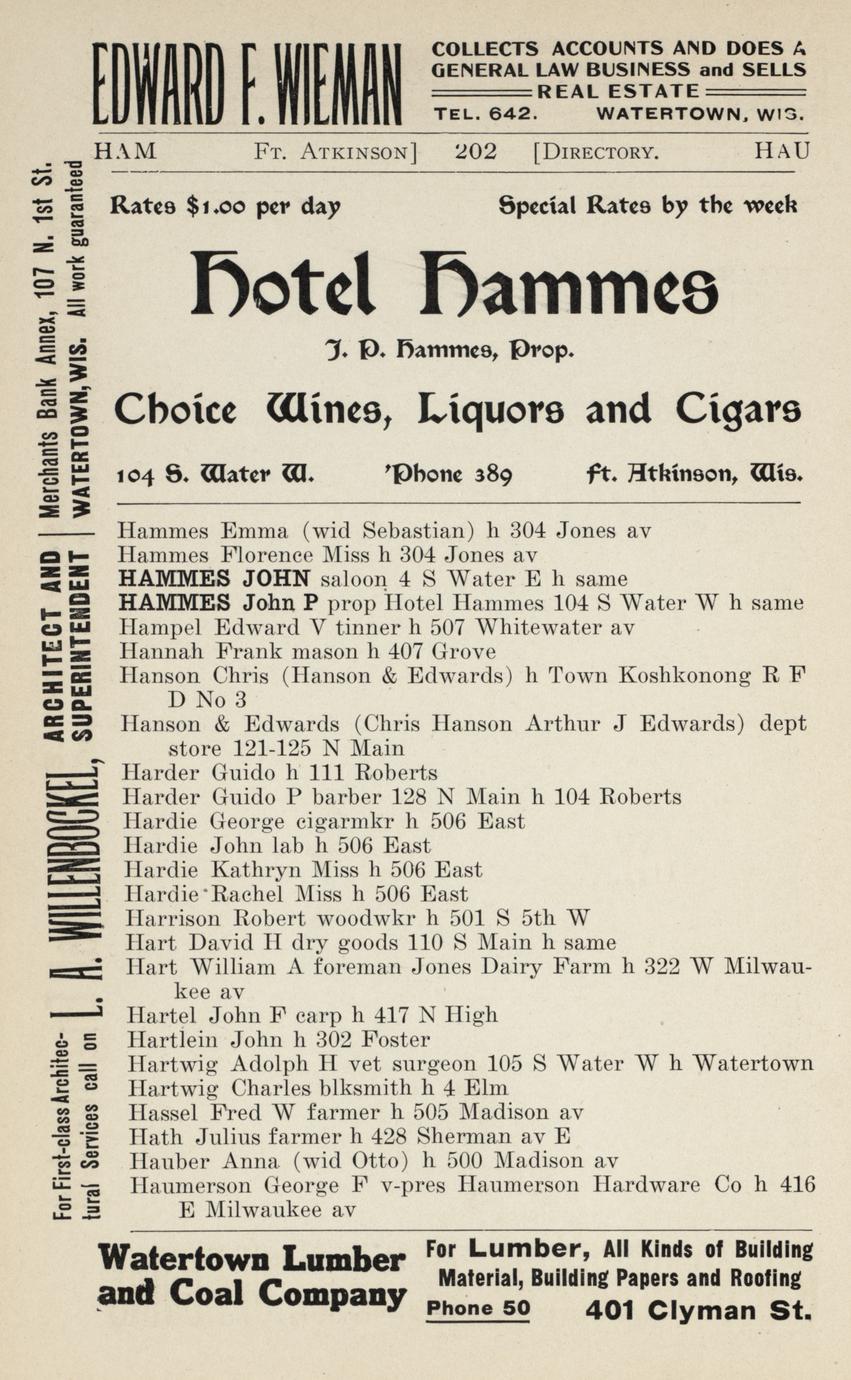 EDWARD F. WIEMAN
COLLECTS ACCOUNTS AND DOES A
GENERAL LAW BUSINESS and SELLS
REAL ESTATE
TEL. 642. WATERTOWN, WIS.
HAM FT. ATKINSON] 202 [DIRECTORY. HAU
Rates $1.00 per day Special Rates by the week
Hotel Hammes
J. P. Hammes, Prop.
Choice Wines, Liquors and Cigars
104 S. Water W. 'Phone 389 Ft. Atkinson, Wis.
Hammes Emma (wid Sebastian) h 304 Jones av
Hammes Florence Miss h 304 Jones av
HAMMES JOHN saloon 4 S Water E h same
HAMMES John P prop Hotel Hammes 104 S Water W h same
Hampel Edward V tinner h 507 Whitewater av
Hannah Frank mason h 407 Grove
Hanson Chris (Hanson & Edwards) h Town Koshkonong R F
D No 3
Hanson & Edwards (Chris Hanson Arthur J Edwards) dept
store 121-125 N Main
Harder Guido h 111 Roberts
Harder Guido P barber 128 N Main h 104 Roberts
Hardie George cigarmkr h 506 East
Hardie John lab h 506 East
Hardie Kathryn Miss h 506 East
Hardie Rachel Miss h 506 East
Harrison Robert woodwkr h 501 S 5th W
Hart David H dry goods 110 S Main h same
Hart William A foreman Jones Dairy Farm h 322 W Milwau-
kee av
Hartel John F carp h 417 N High
Hartlein John h 302 Foster
Hartwig Adolph H vet surgeon 105 S Water W h Watertown
Hartwig Charles blksmith h 4 Elm
Hassel Fred W farmer h 505 Madison av
Hath Julius farmer h 428 Sherman av E
Hauber Anna (wid Otto) h 500 Madison av
Haumerson George F v-pres Haumerson Hardware Co h 416
E Milwaukee av
Watertown Lumber
and Coal Company
For Lumber, All Kinds of Building
Material, Building Papers and Roofing
Phone 50 401 Clyman St.
For First-class Architec-
tural Services call on
L. A. WILLENBOCKEL,
ARCHITECT AND
SUPERINTENDENT
Merchants Bank Annex, 107 N. 1st St.
WATERTOWN, WIS. All work guaranteed